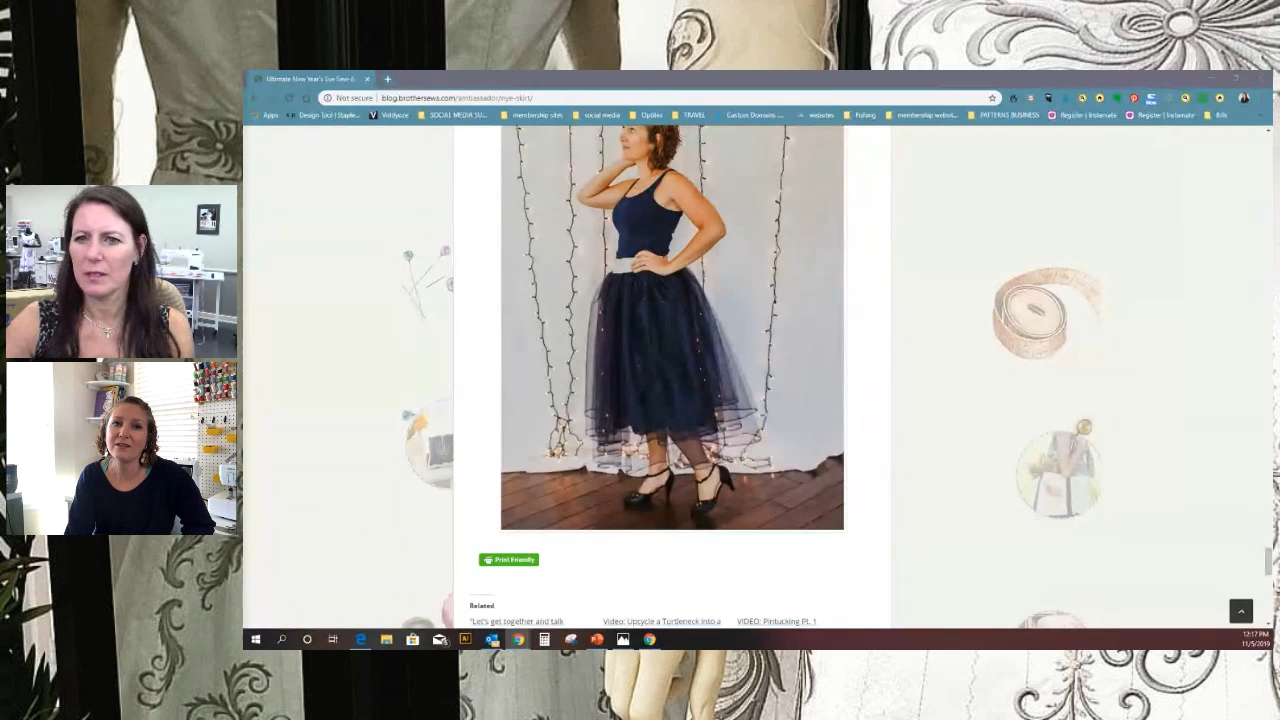 Ultimate New Year's Eve Sew-A
Not secure | blog.brothersews.com/ambassador/nye-skirt/
Apps Design Tool | Staple... Viddyoze SOCIAL MEDIA SU... membership sites social media Optites TRAVEL Custom Domains ... websites Fishing membership websit... PATTERNS BUSINESS Register | Instamate Register | Instamate Bills
Print Friendly
Related
"Let's get together and talk Video: Upcycle a Turtleneck into a VIDEO: Pintucking Pt. 1
12:17 PM
11/5/2019